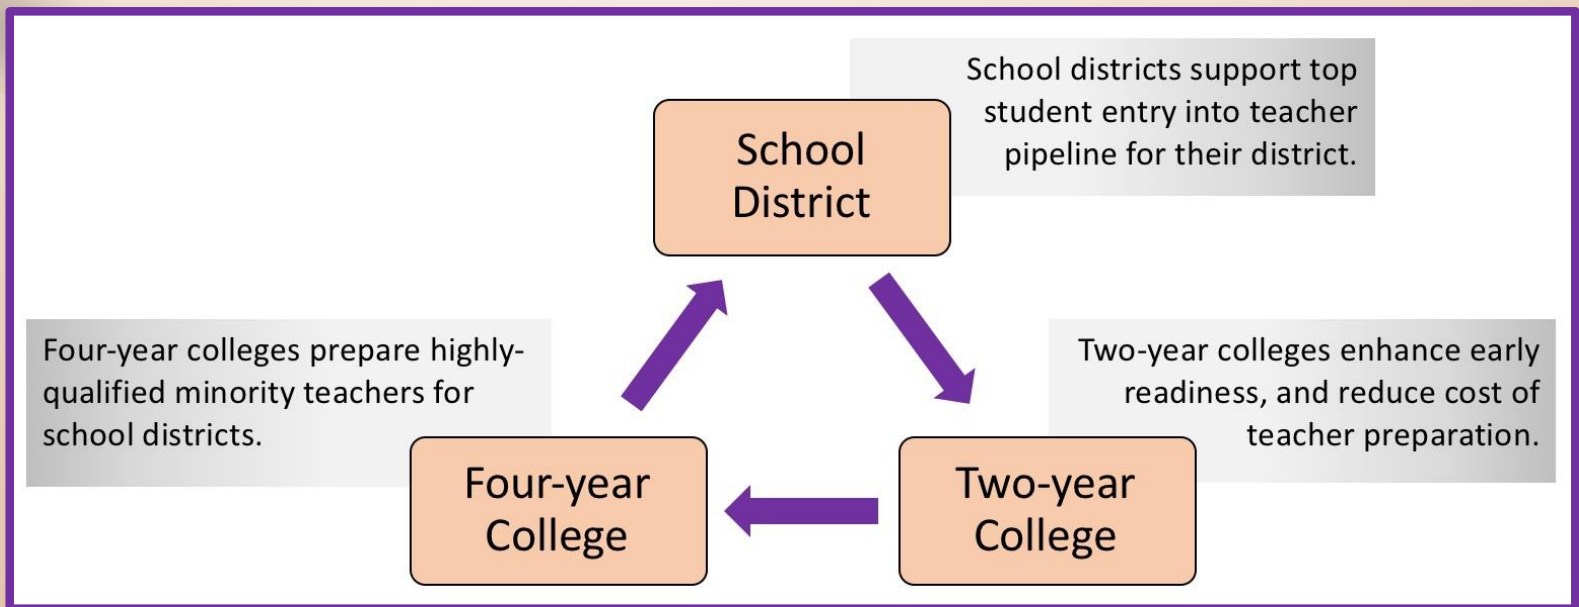 School districts support top
student entry into teacher
pipeline for their district.
School
District
Four-year colleges prepare highly-
qualified minority teachers for
school districts.
Two-year colleges enhance early
readiness, and reduce cost of
teacher preparation.
Four-year
College
Two-year
College